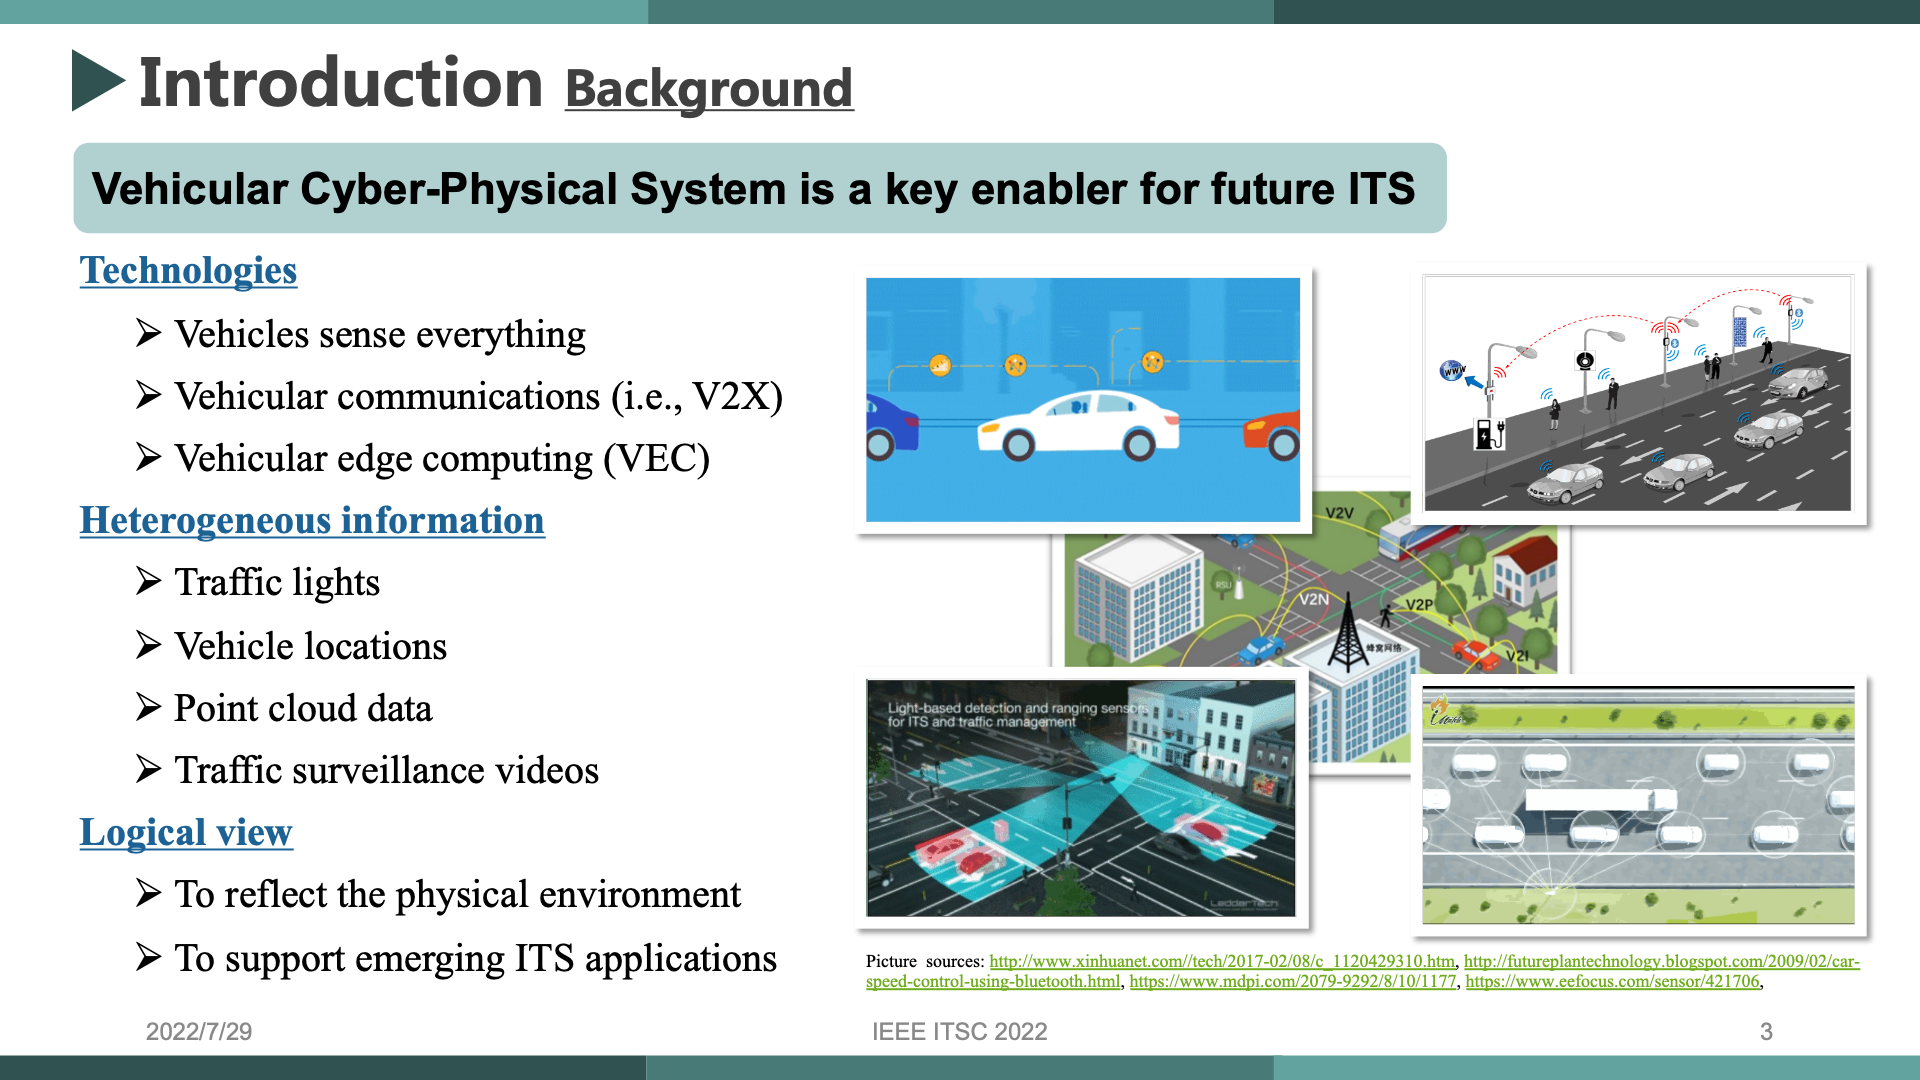 Introduction Background
Vehicular Cyber-Physical System is a key enabler for future ITS
Technologies
➢ Vehicles sense everything
➢ Vehicular communications (i.e., V2X)
➢ Vehicular edge computing (VEC)
Heterogeneous information
➢ Traffic lights
➢ Vehicle locations
➢ Point cloud data
➢ Traffic surveillance videos
Logical view
➢ To reflect the physical environment
➢ To support emerging ITS applications
WWW
V2V
RSU
V2N
V2P
蜂窝网络
V2I
Light-based detection and ranging sensors
for ITS and traffic management
LeddarTech
Picture sources: http://www.xinhuanet.com//tech/2017-02/08/c_1120429310.htm, http://futureplantechnology.blogspot.com/2009/02/car-
speed-control-using-bluetooth.html, https://www.mdpi.com/2079-9292/8/10/1177, https://www.eefocus.com/sensor/421706,
2022/7/29
IEEE ITSC 2022
3